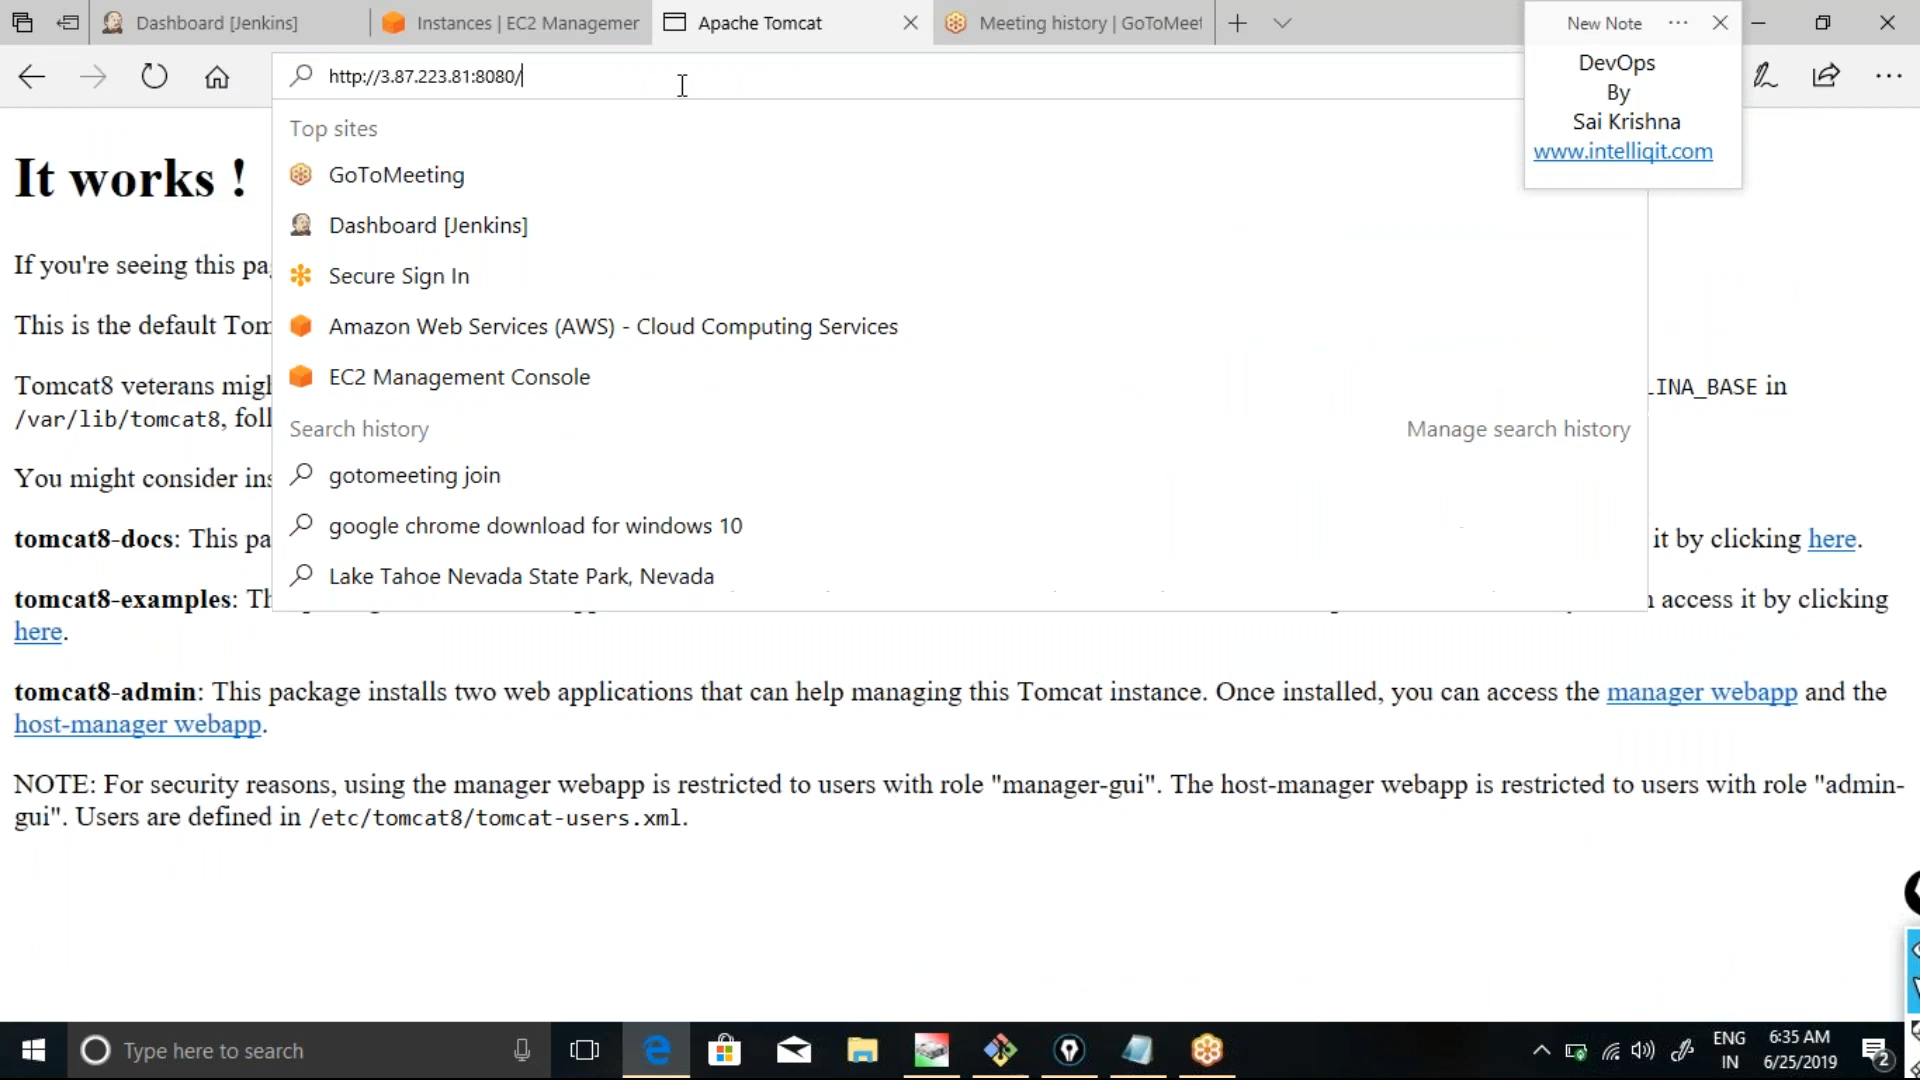 Dashboard [Jenkins]
Instances | EC2 Managemer
Apache Tomcat
Meeting history | GoToMeet
New Note
DevOps
By
Sai Krishna
www.intelliqit.com
http://3.87.223.81:8080/
Top sites
GoToMeeting
Dashboard [Jenkins]
Secure Sign In
Amazon Web Services (AWS) - Cloud Computing Services
EC2 Management Console
Search history
Manage search history
gotomeeting join
google chrome download for windows 10
Lake Tahoe Nevada State Park, Nevada
It works !
If you're seeing this pa
This is the default Tom
Tomcat8 veterans migh LINA_BASE in
/var/lib/tomcat8, foll
You might consider ins
tomcat8-docs: This pa it by clicking here.
tomcat8-examples: Th access it by clicking
here.
tomcat8-admin: This package installs two web applications that can help managing this Tomcat instance. Once installed, you can access the manager webapp and the
host-manager webapp.
NOTE: For security reasons, using the manager webapp is restricted to users with role "manager-gui". The host-manager webapp is restricted to users with role "admin-
gui". Users are defined in /etc/tomcat8/tomcat-users.xml.
Type here to search
ENG
IN
6:35 AM
6/25/2019
2